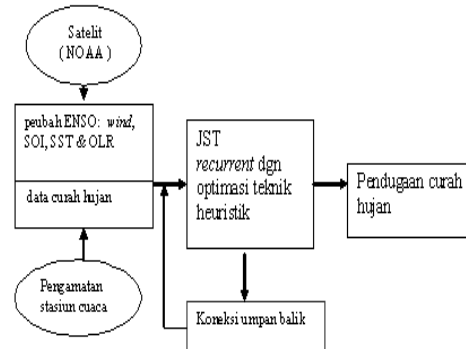 Satelit
( NOAA )
peubah ENSO: wind,
SOI, SST & OLR
data curah hujan
Pengamatan
stasiun cuaca
JST
recurrent dgn
optimasi teknik
heuristik
Koneksi umpan balik
Pendugaan curah
hujan